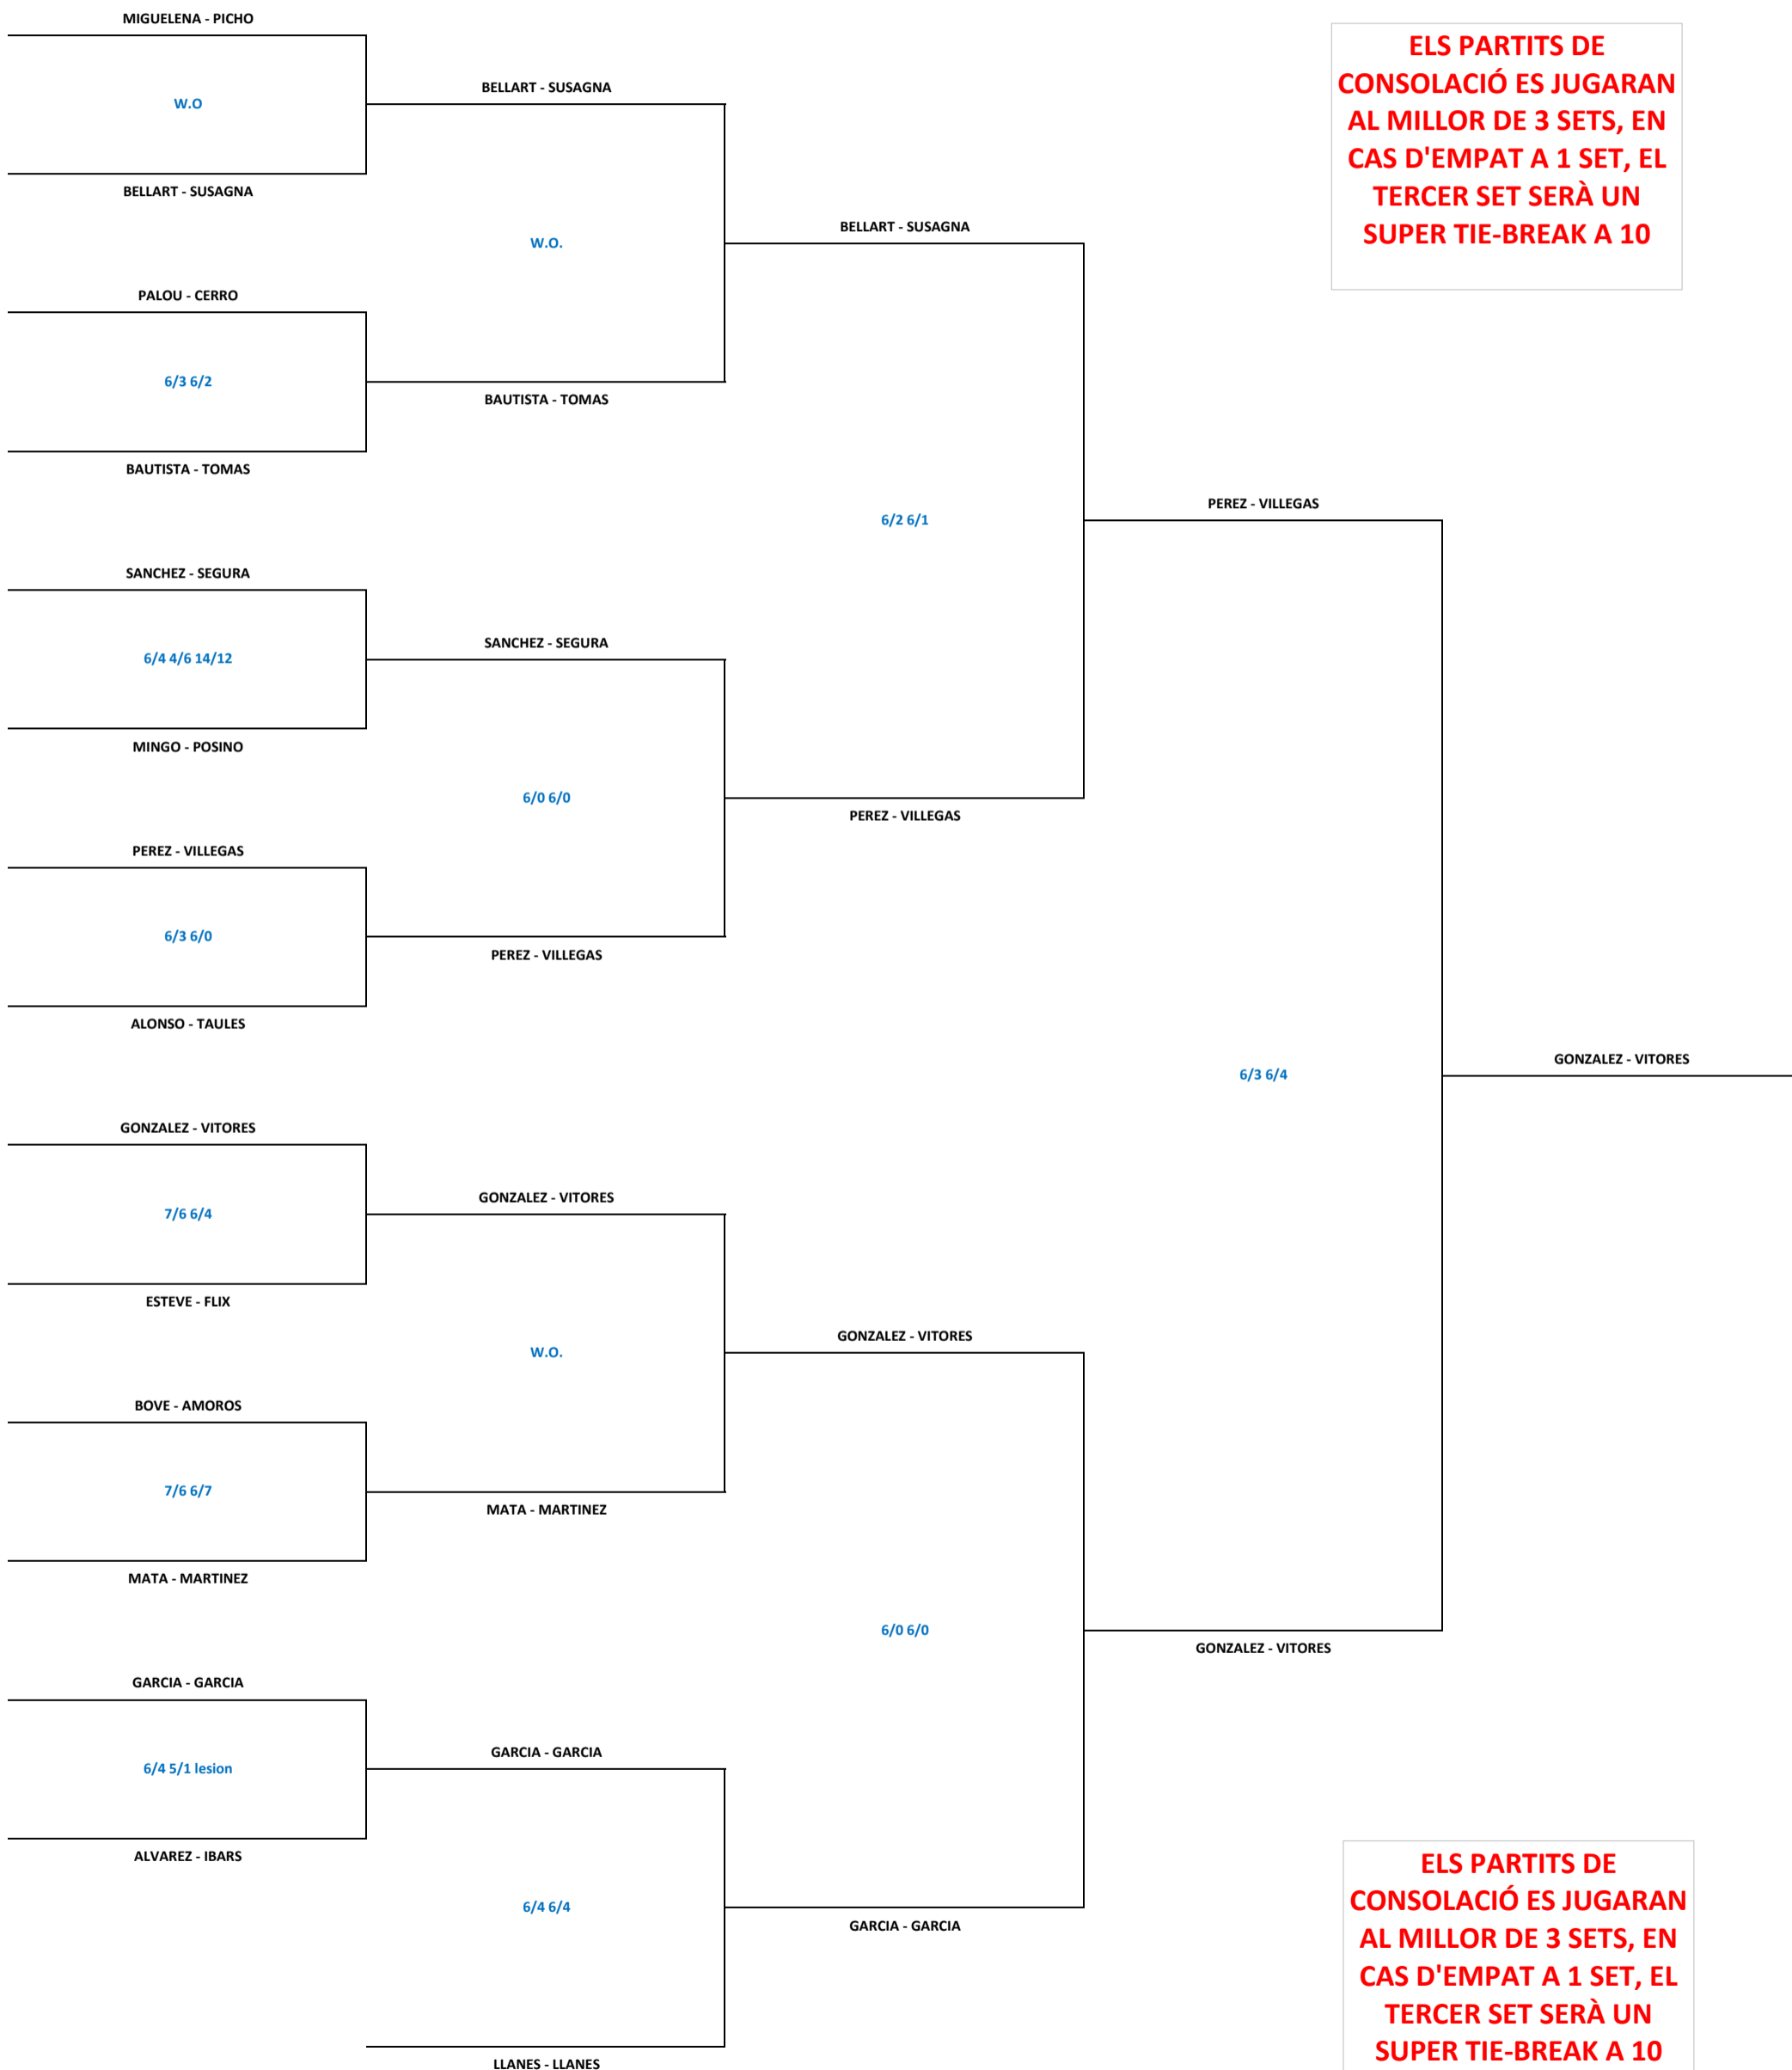 MIGUELENA - PICHO
ELS PARTITS DE
CONSOLACIÓ ES JUGARAN
AL MILLOR DE 3 SETS, EN
CAS D'EMPAT A 1 SET, EL
TERCER SET SERÀ UN
SUPER TIE-BREAK A 10
BELLART - SUSAGNA
W.O
BELLART - SUSAGNA
BELLART - SUSAGNA
W.O.
PALOU - CERRO
6/3 6/2
BAUTISTA - TOMAS
BAUTISTA - TOMAS
PEREZ - VILLEGAS
6/2 6/1
SANCHEZ - SEGURA
SANCHEZ - SEGURA
6/4 4/6 14/12
MINGO - POSINO
6/0 6/0
PEREZ - VILLEGAS
PEREZ - VILLEGAS
6/3 6/0
PEREZ - VILLEGAS
ALONSO - TAULES
GONZALEZ - VITORES
6/3 6/4
GONZALEZ - VITORES
GONZALEZ - VITORES
7/6 6/4
ESTEVE - FLIX
GONZALEZ - VITORES
W.O.
BOVE - AMOROS
7/6 6/7
MATA - MARTINEZ
MATA - MARTINEZ
6/0 6/0
GONZALEZ - VITORES
GARCIA - GARCIA
GARCIA - GARCIA
6/4 5/1 lesion
ALVAREZ - IBARS
6/4 6/4
GARCIA - GARCIA
LLANES - LLANES
ELS PARTITS DE
CONSOLACIÓ ES JUGARAN
AL MILLOR DE 3 SETS, EN
CAS D'EMPAT A 1 SET, EL
TERCER SET SERÀ UN
SUPER TIE-BREAK A 10